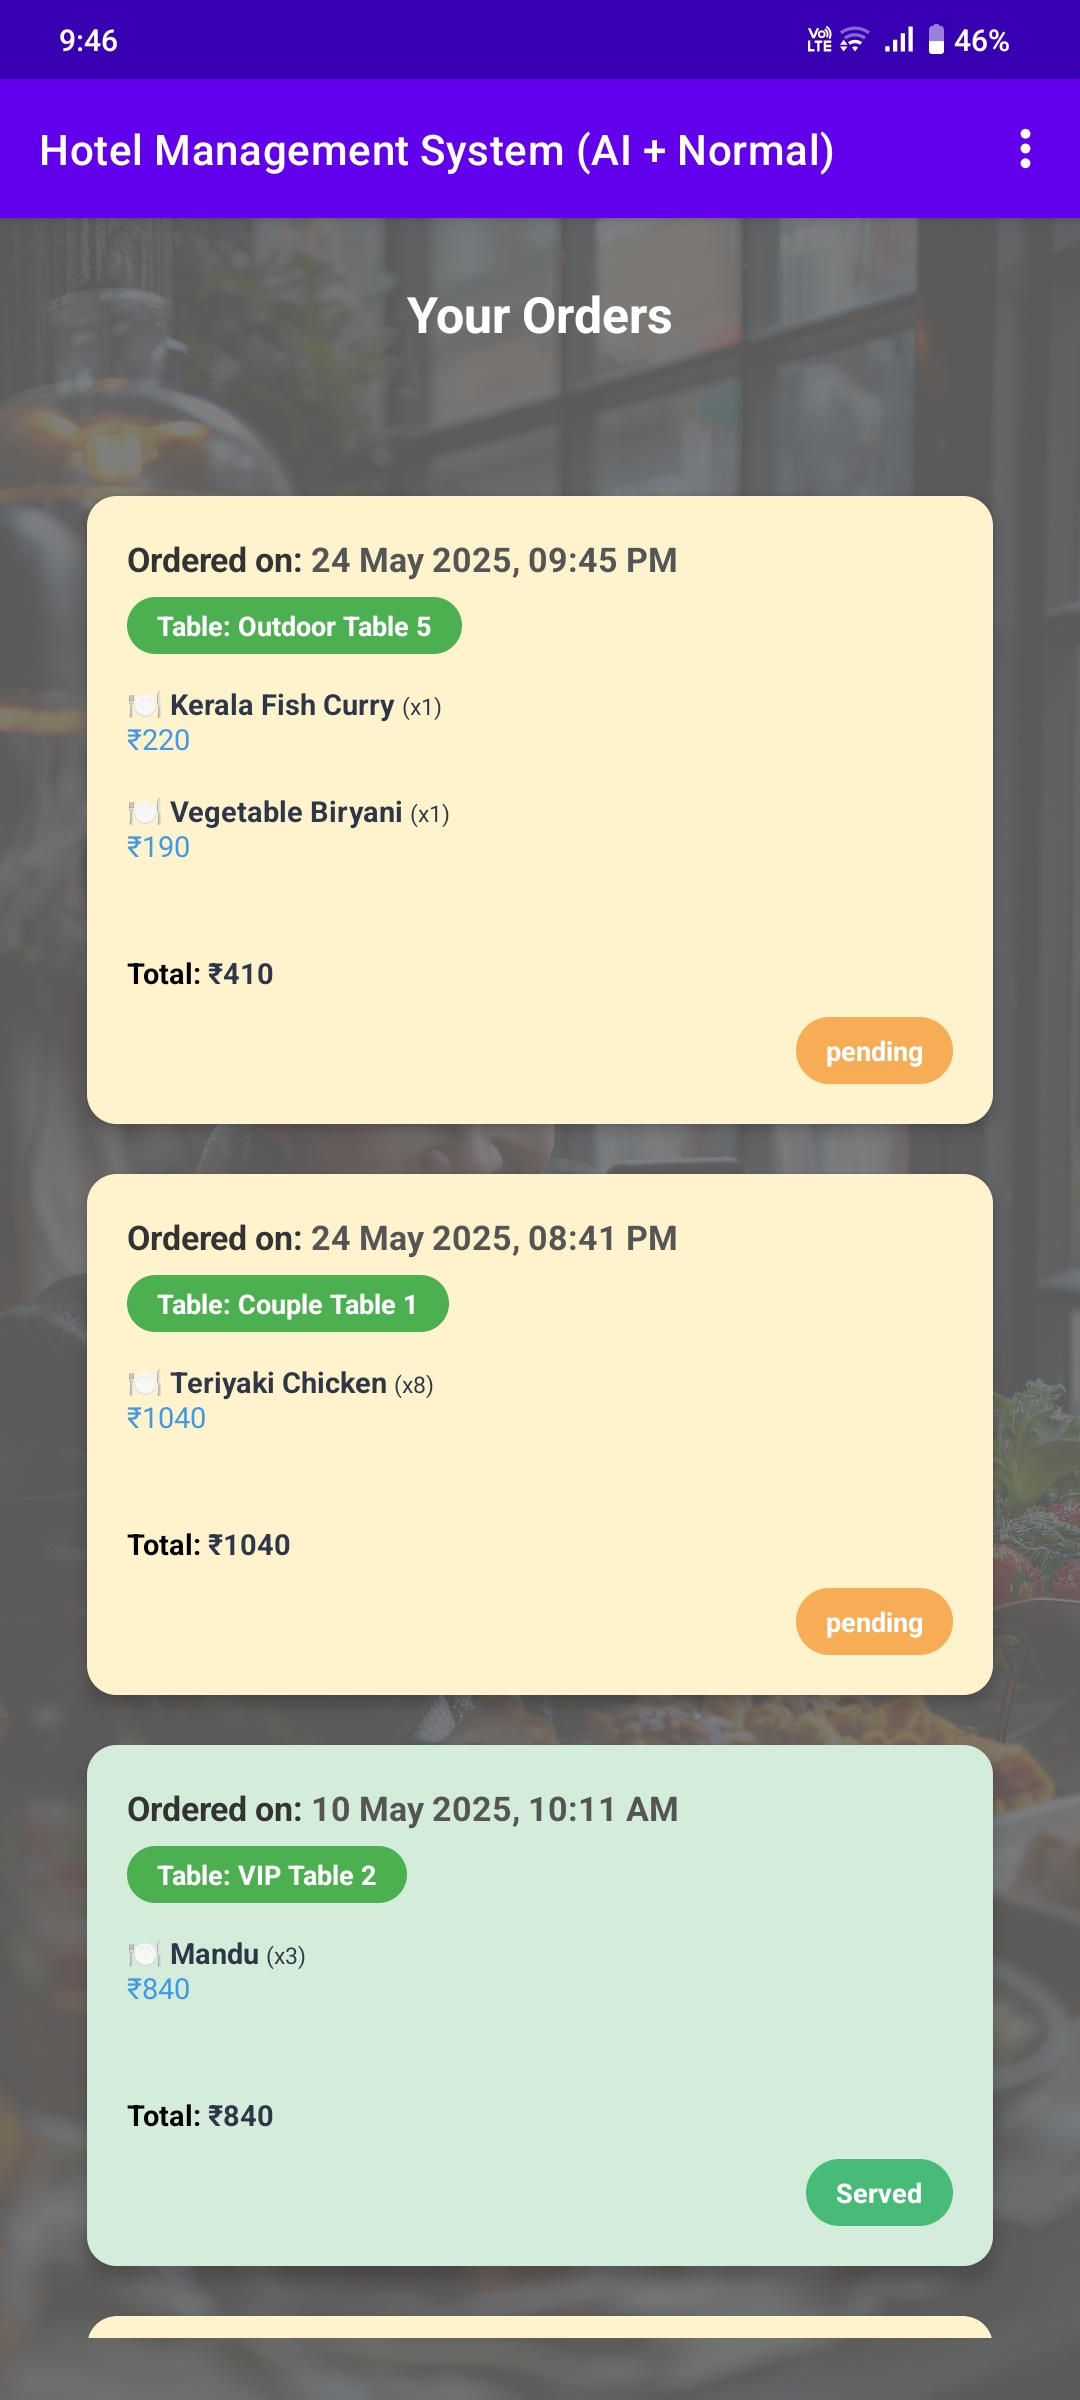 9:46
Vo)) LTE 46%
Hotel Management System (AI + Normal)
Your Orders
Ordered on: 24 May 2025, 09:45 PM
Table: Outdoor Table 5
🍽️ Kerala Fish Curry (x1)
₹220
🍽️ Vegetable Biryani (x1)
₹190
Total: ₹410
pending
Ordered on: 24 May 2025, 08:41 PM
Table: Couple Table 1
🍽️ Teriyaki Chicken (x8)
₹1040
Total: ₹1040
pending
Ordered on: 10 May 2025, 10:11 AM
Table: VIP Table 2
🍽️ Mandu (x3)
₹840
Total: ₹840
Served